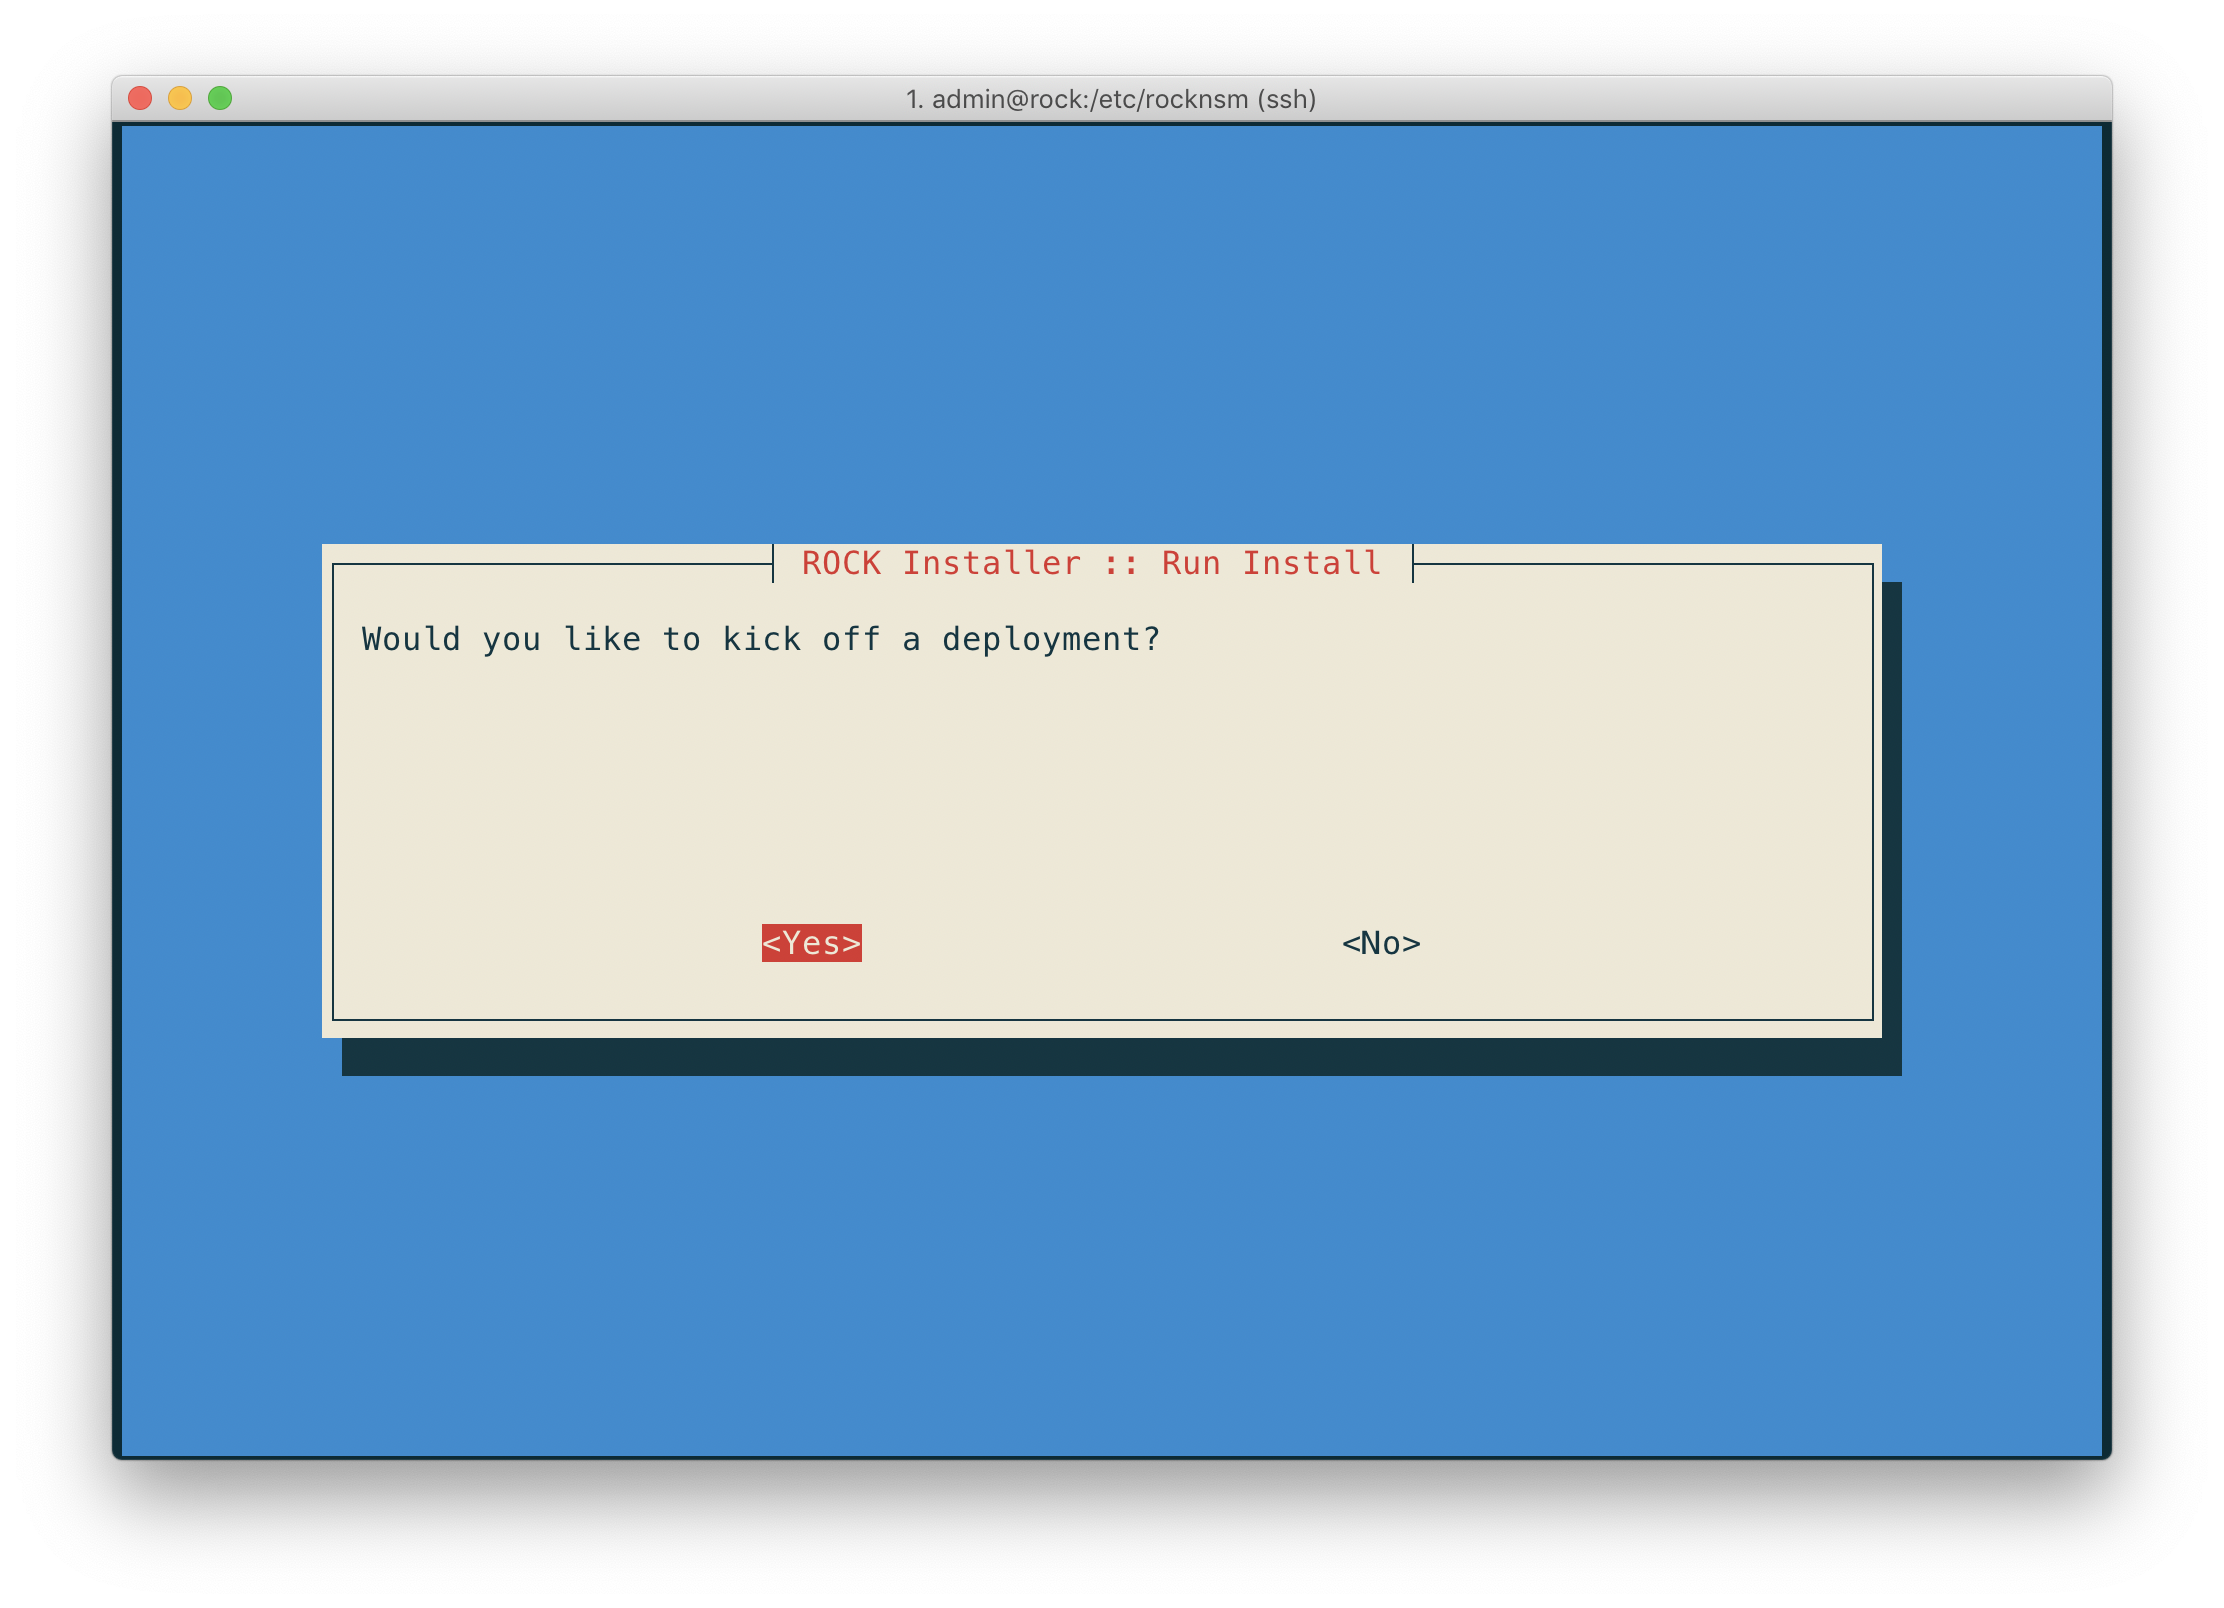 1. admin@rock:/etc/rocknsm (ssh)
ROCK Installer :: Run Install
Would you like to kick off a deployment?
<Yes> <No>